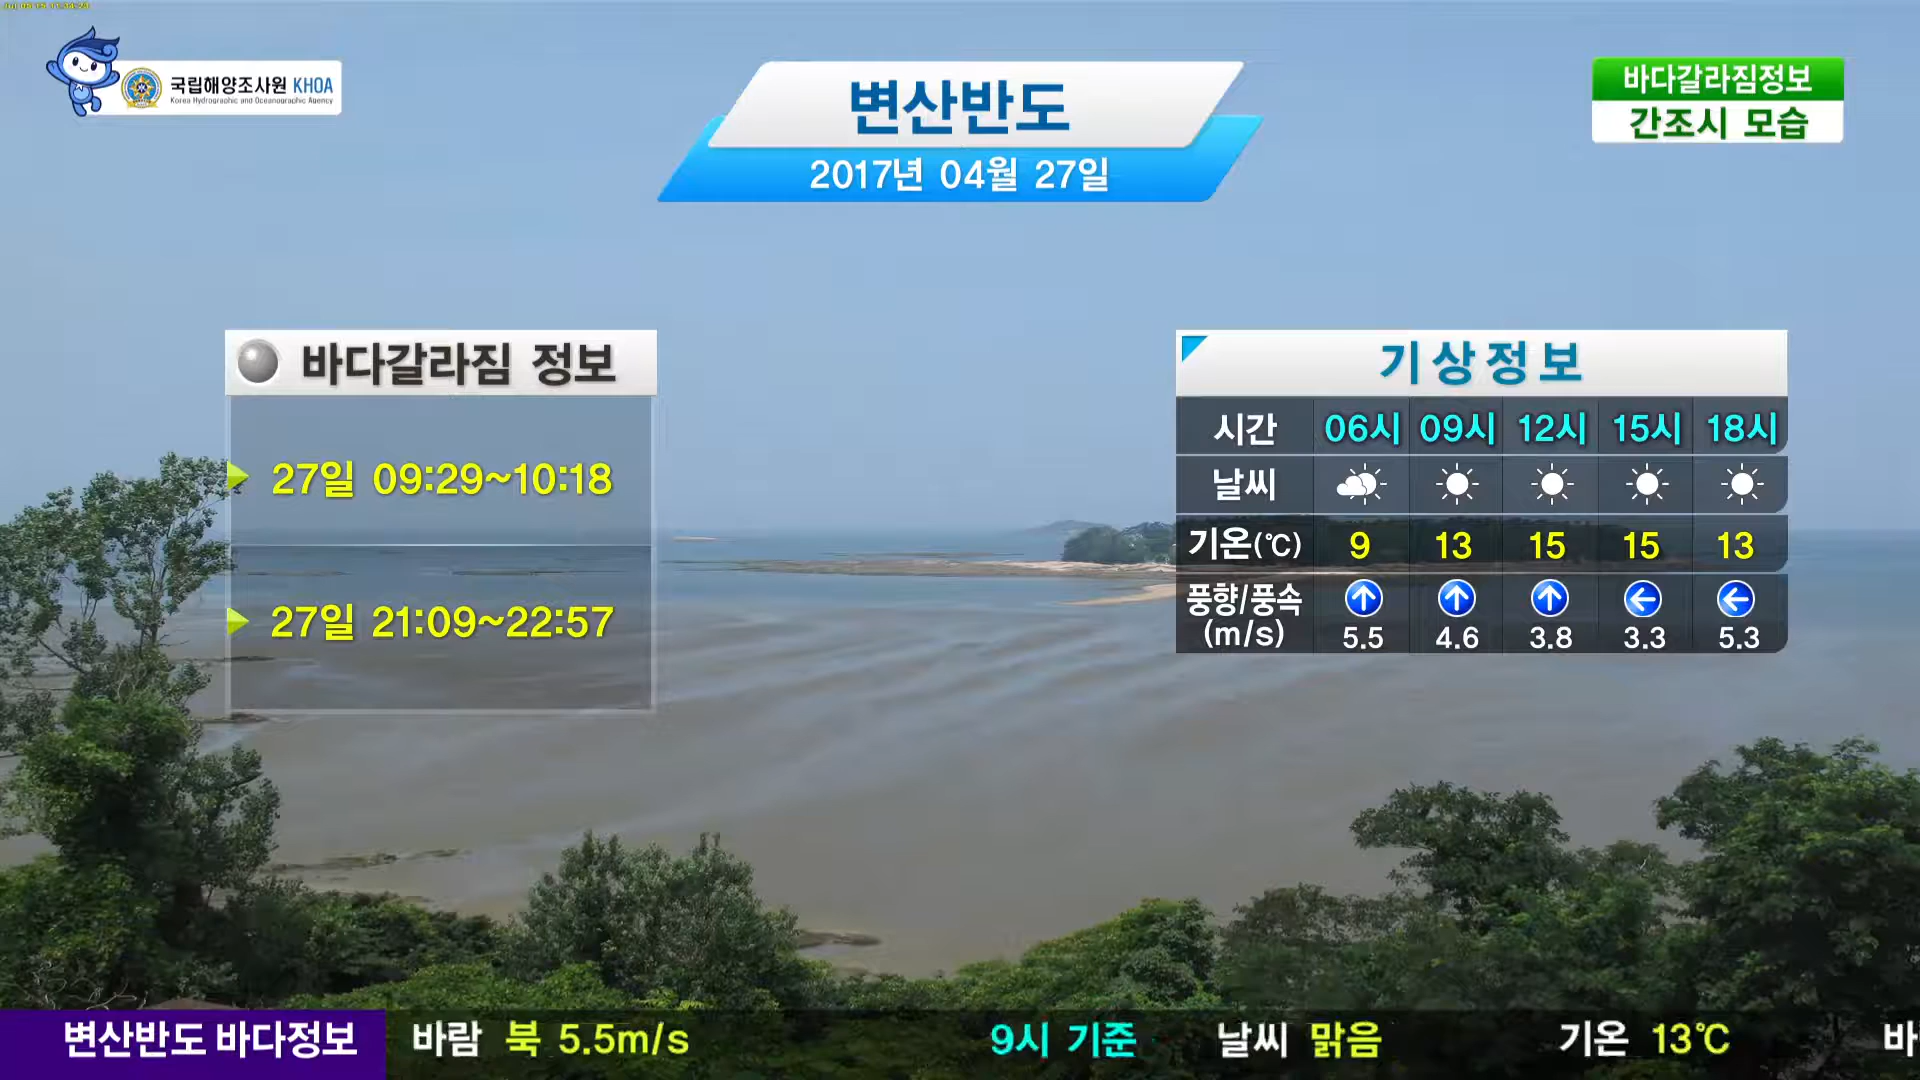 국립해양조사원 KHOA
Korea Hydrographic and Oceanographic Agency
변산반도
2017년 04월 27일
바다갈라짐정보
간조시 모습
바다갈라짐 정보
27일 09:29~10:18
27일 21:09~22:57
기상정보
시간 06시 09시 12시 15시 18시
날씨
기온(℃) 9 13 15 15 13
풍향/풍속
(m/s) 5.5 4.6 3.8 3.3 5.3
변산반도 바다정보 바람 북 5.5m/s 9시 기준 날씨 맑음 기온 13℃ 바